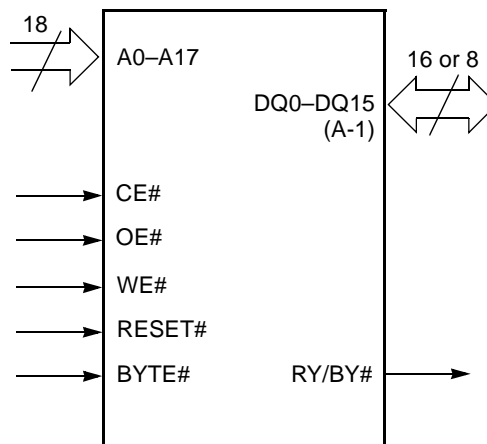 18
A0–A17
16 or 8
DQ0–DQ15
(A-1)
CE#
OE#
WE#
RESET#
BYTE#
RY/BY#